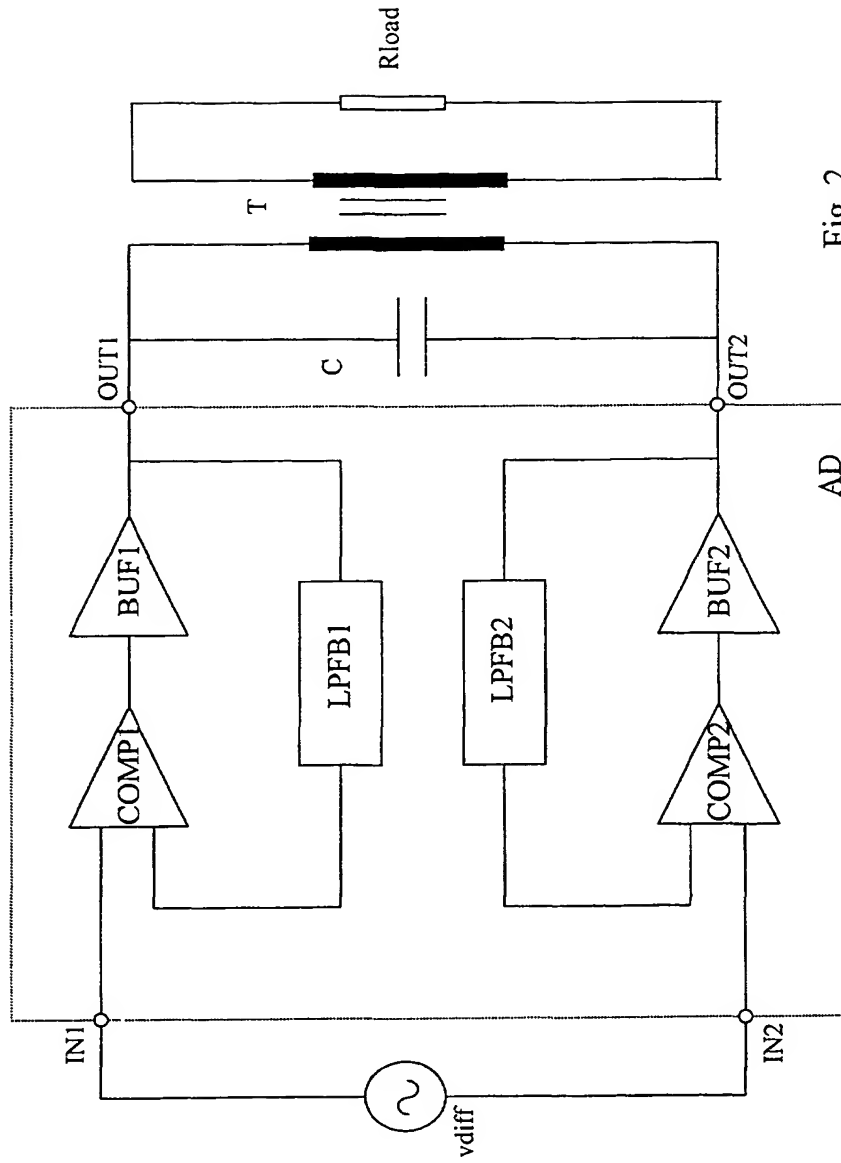 IN1
IN2
vdiff
COMP1
BUF1
LPFB1
LPFB2
COMP2
BUF2
AD
OUT1
OUT2
C
T
Rload
Fig. 2